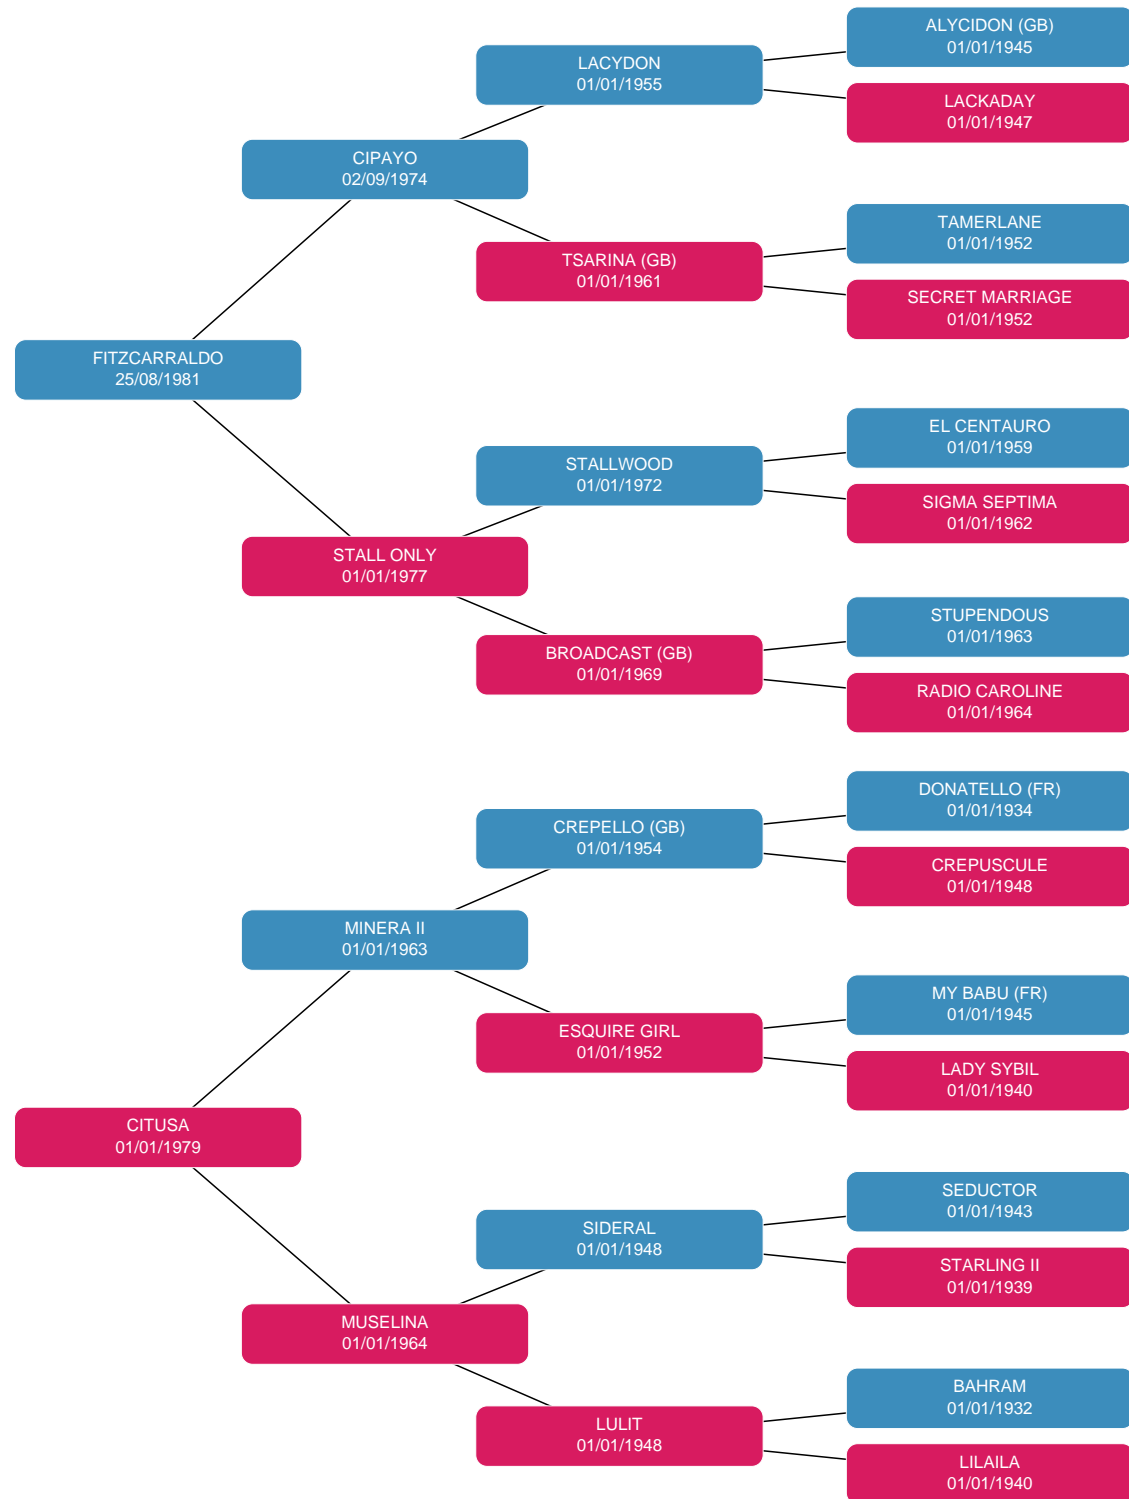 ALYCIDON (GB)
01/01/1945
LACYDON
01/01/1955
LACKADAY
01/01/1947
CIPAYO
02/09/1974
TAMERLANE
01/01/1952
TSARINA (GB)
01/01/1961
SECRET MARRIAGE
01/01/1952
FITZCARRALDO
25/08/1981
EL CENTAURO
01/01/1959
STALLWOOD
01/01/1972
SIGMA SEPTIMA
01/01/1962
STALL ONLY
01/01/1977
STUPENDOUS
01/01/1963
BROADCAST (GB)
01/01/1969
RADIO CAROLINE
01/01/1964
DONATELLO (FR)
01/01/1934
CREPELLO (GB)
01/01/1954
CREPUSCULE
01/01/1948
MINERA II
01/01/1963
MY BABU (FR)
01/01/1945
ESQUIRE GIRL
01/01/1952
LADY SYBIL
01/01/1940
CITUSA
01/01/1979
SEDUCTOR
01/01/1943
SIDERAL
01/01/1948
STARLING II
01/01/1939
MUSELINA
01/01/1964
BAHRAM
01/01/1932
LULIT
01/01/1948
LILAILA
01/01/1940